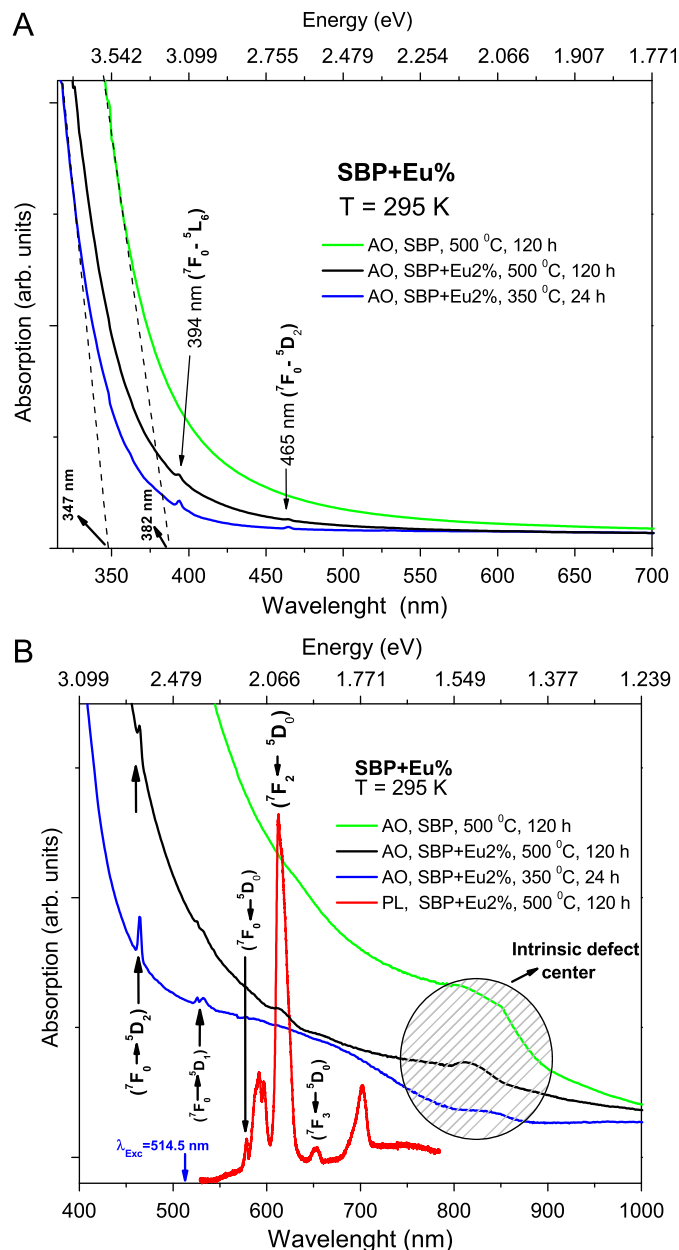 A
Energy (eV)
3.542 3.099 2.755 2.479 2.254 2.066 1.907 1.771
Absorption (arb. units)
SBP+Eu%
T = 295 K
AO, SBP, 500 ⁰C, 120 h
AO, SBP+Eu2%, 500 ⁰C, 120 h
AO, SBP+Eu2%, 350 ⁰C, 24 h
394 nm (⁷F₀- ⁵L₆)
465 nm (⁷F₀- ⁵D₂)
347 nm
382 nm
350 400 450 500 550 600 650 700
Wavelenght (nm)
B
Energy (eV)
3.099 2.479 2.066 1.771 1.549 1.377 1.239
Absorption (arb. units)
SBP+Eu%
T = 295 K
AO, SBP, 500 ⁰C, 120 h
AO, SBP+Eu2%, 500 ⁰C, 120 h
AO, SBP+Eu2%, 350 ⁰C, 24 h
PL, SBP+Eu2%, 500 ⁰C, 120 h
(⁷F₂ ⁵D₀)
(⁷F₀ ⁵D₀)
Intrinsic defect
center
(⁷F₀ ⁵D₂)
(⁷F₀ ⁵D₁)
(⁷F₃ ⁵D₀)
λExc=514.5 nm
400 500 600 700 800 900 1000
Wavelenght (nm)